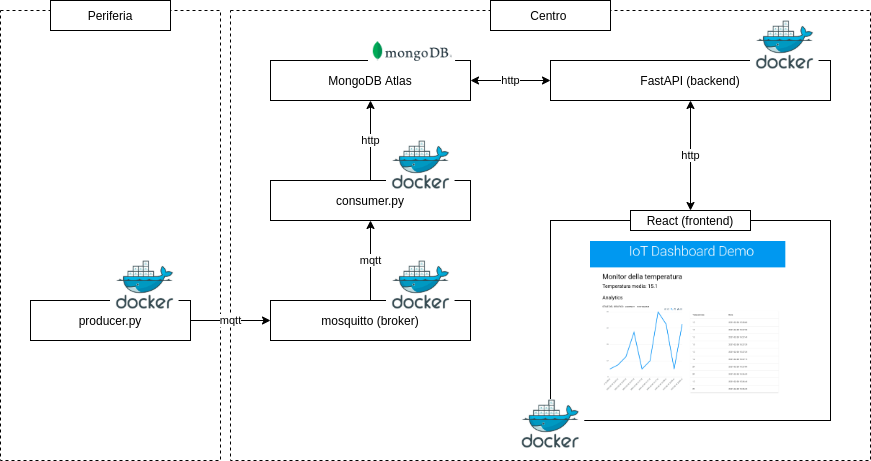 Periferia
Centro
mongoDB.
MongoDB Atlas
http
docker
FastAPI (backend)
http
http
docker
consumer.py
mqtt
docker
producer.py
mqtt
docker
mosquitto (broker)
React (frontend)
IoT Dashboard Demo
Monitor della temperatura
Temperatura media: 15.1
Analytics
docker